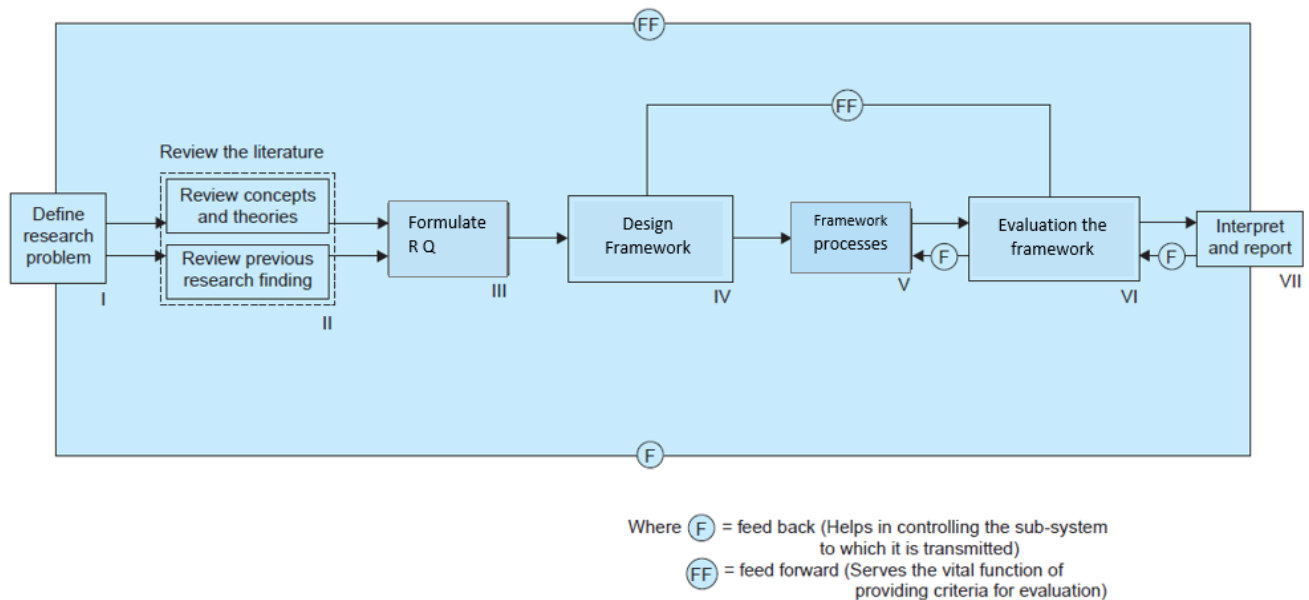 FF
FF
Review the literature
Review concepts
and theories
Define
research
problem
I
Review previous
research finding
II
Formulate
R Q
III
Design
Framework
IV
Framework
processes
V
F
Evaluation the
framework
VI
F
Interpret
and report
VII
F
Where F = feed back (Helps in controlling the sub-system
to which it is transmitted)
FF = feed forward (Serves the vital function of
providing criteria for evaluation)